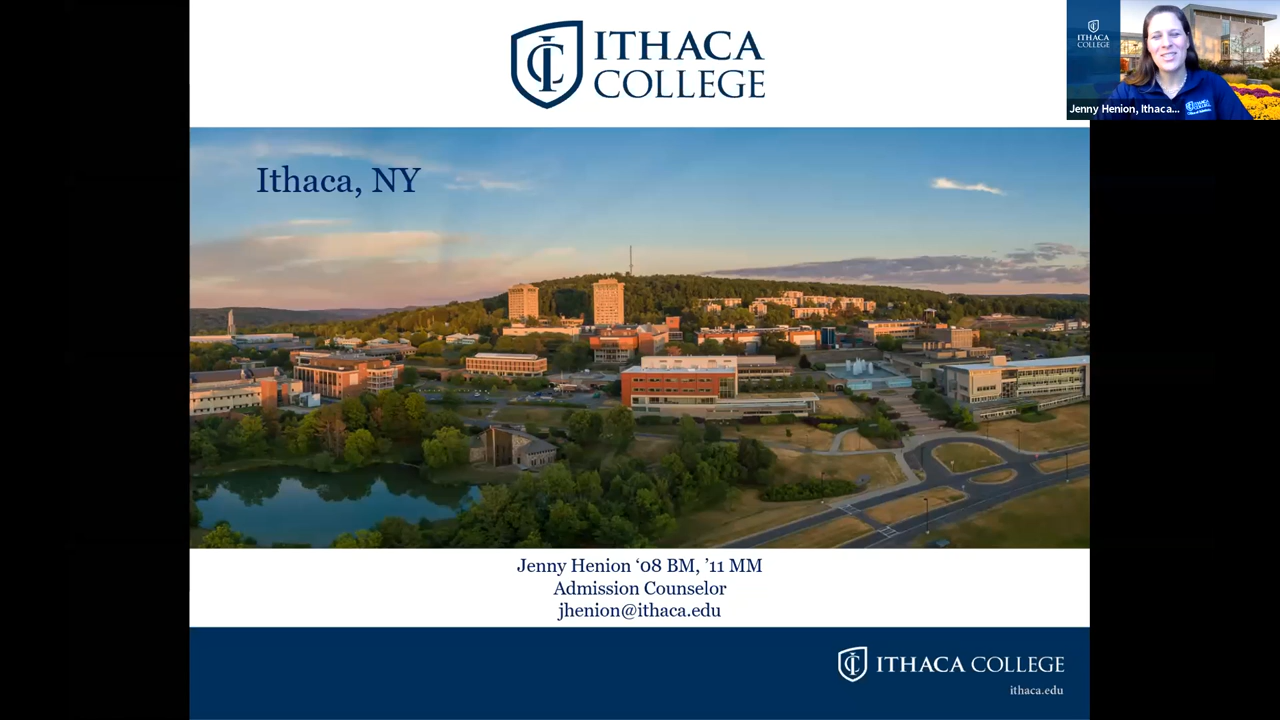 ITHACA
COLLEGE
ITHACA
COLLEGE
Jenny Henion, Ithaca...
Ithaca, NY
Jenny Henion ‘08 BM, ’11 MM
Admission Counselor
jhenion@ithaca.edu
ITHACA COLLEGE
ithaca.edu